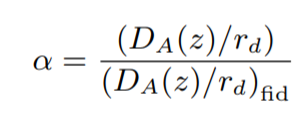 α = (D_A(z)/r_d) / (D_A(z)/r_d)_fid